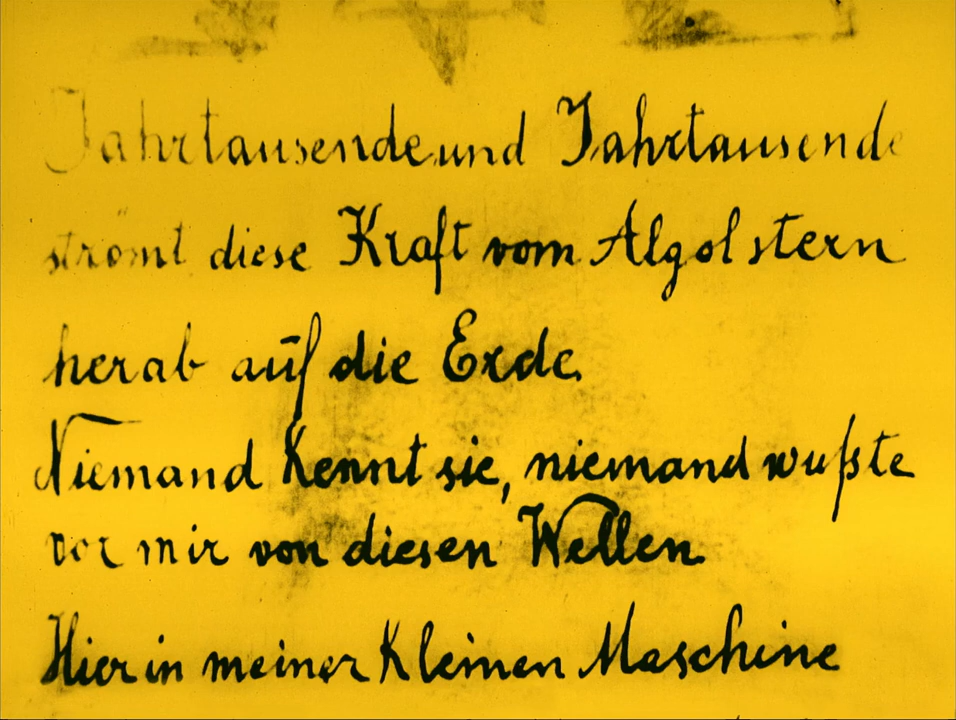 Jahrtausende und Jahrtausende
strömt diese Kraft vom Algolstern
herab auf die Erde.
Niemand kennt sie, niemand wußte
vor mir von diesen Wellen.
Hier in meiner kleinen Maschine